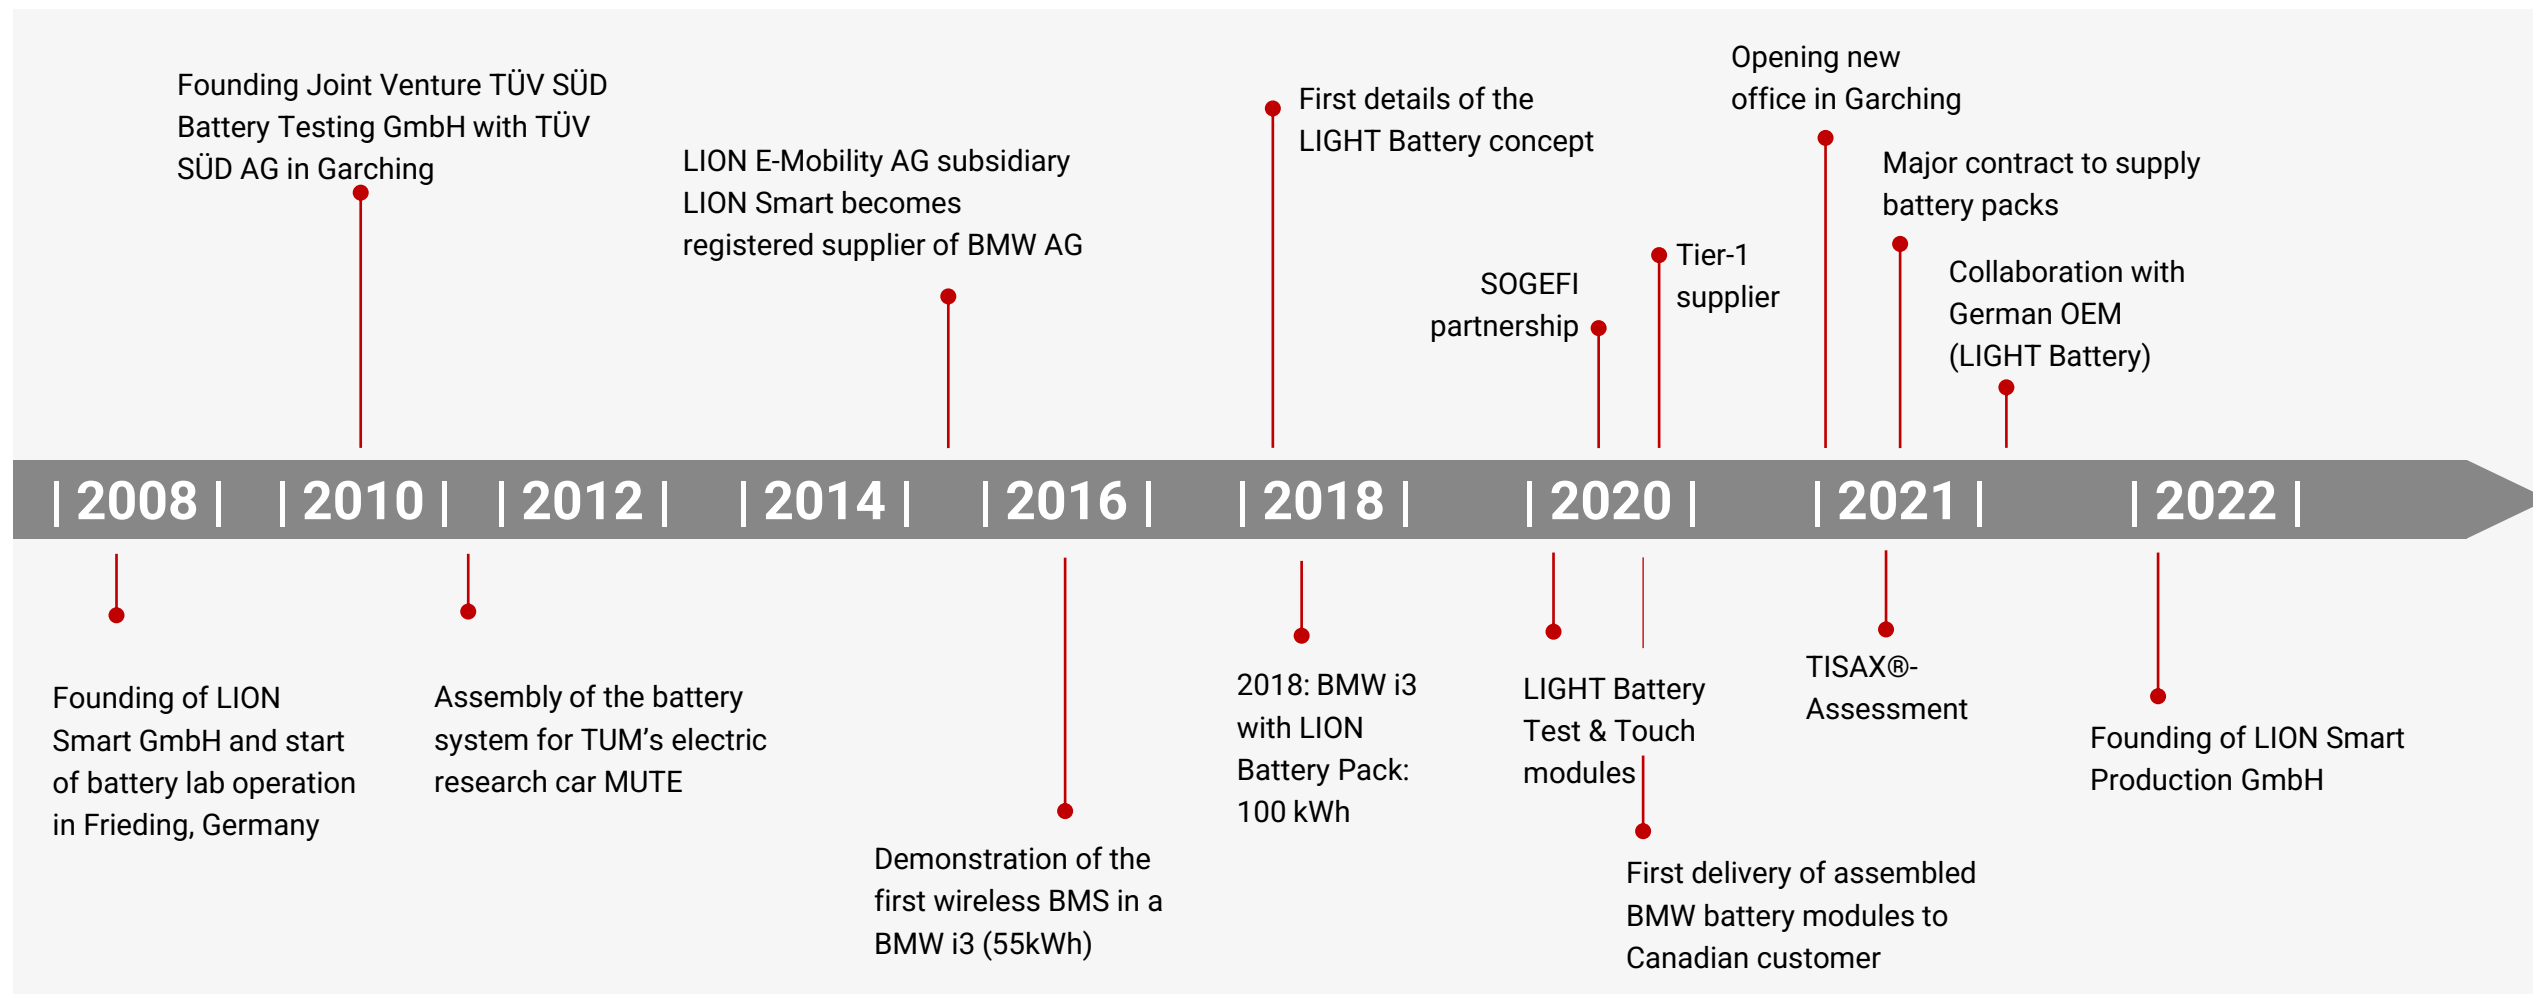 Founding Joint Venture TÜV SÜD
Battery Testing GmbH with TÜV
SÜD AG in Garching
LION E-Mobility AG subsidiary
LION Smart becomes
registered supplier of BMW AG
First details of the
LIGHT Battery concept
SOGEFI
partnership
Tier-1
supplier
Opening new
office in Garching
Major contract to supply
battery packs
Collaboration with
German OEM
(LIGHT Battery)
| 2008 | | 2010 | | 2012 | | 2014 | | 2016 | | 2018 | | 2020 | | 2021 | | 2022 |
Founding of LION
Smart GmbH and start
of battery lab operation
in Frieding, Germany
Assembly of the battery
system for TUM’s electric
research car MUTE
Demonstration of the
first wireless BMS in a
BMW i3 (55kWh)
2018: BMW i3
with LION
Battery Pack:
100 kWh
LIGHT Battery
Test & Touch
modules
First delivery of assembled
BMW battery modules to
Canadian customer
TISAX®-
Assessment
Founding of LION Smart
Production GmbH